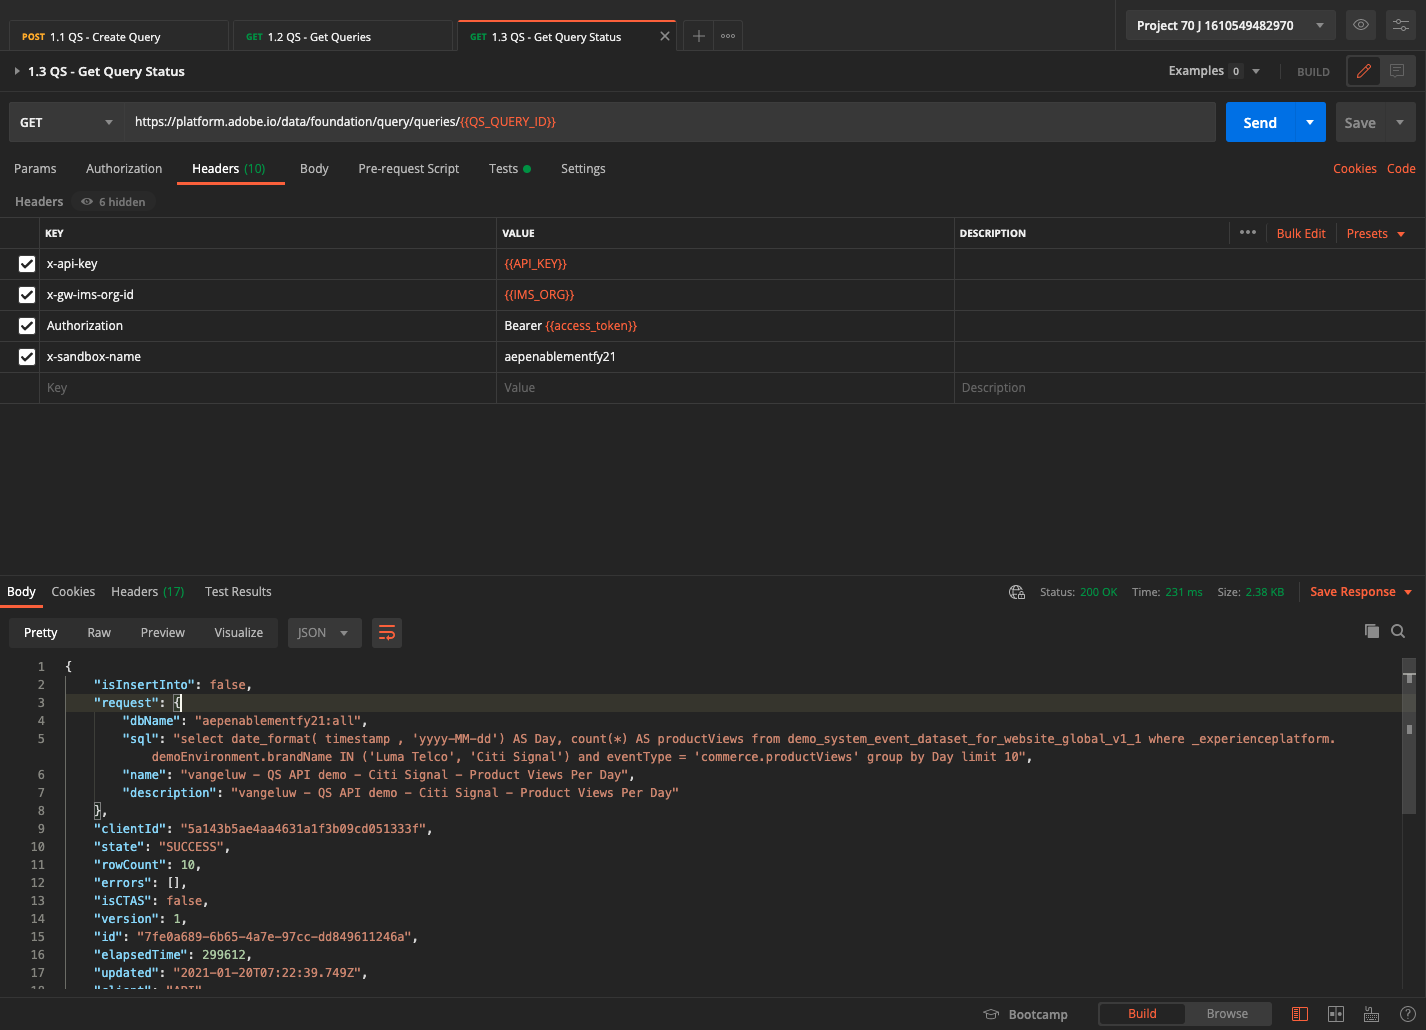 POST 1.1 QS - Create Query
GET 1.2 QS - Get Queries
GET 1.3 QS - Get Query Status
Project 70 J 1610549482970
1.3 QS - Get Query Status
Examples 0
BUILD
GET
https://platform.adobe.io/data/foundation/query/queries/{{QS_QUERY_ID}}
Send
Save
Params Authorization Headers (10) Body Pre-request Script Tests Settings
Cookies Code
Headers 6 hidden
KEY VALUE DESCRIPTION
Bulk Edit Presets
x-api-key {{API_KEY}}
x-gw-ims-org-id {{IMS_ORG}}
Authorization Bearer {{access_token}}
x-sandbox-name aepenablementfy21
Key Value Description
Body Cookies Headers (17) Test Results
Status: 200 OK Time: 231 ms Size: 2.38 KB Save Response
Pretty Raw Preview Visualize JSON
1 {
2 "isInsertInto": false,
3 "request": {
4 "dbName": "aepenablementfy21:all",
5 "sql": "select date_format( timestamp , 'yyyy-MM-dd') AS Day, count(*) AS productViews from demo_system_event_dataset_for_website_global_v1_1 where _experienceplatform.
demoEnvironment.brandName IN ('Luma Telco', 'Citi Signal') and eventType = 'commerce.productViews' group by Day limit 10",
6 "name": "vangeluw - QS API demo - Citi Signal - Product Views Per Day",
7 "description": "vangeluw - QS API demo - Citi Signal - Product Views Per Day"
8 },
9 "clientId": "5a143b5ae4aa4631a1f3b09cd051333f",
10 "state": "SUCCESS",
11 "rowCount": 10,
12 "errors": [],
13 "isCTAS": false,
14 "version": 1,
15 "id": "7fe0a689-6b65-4a7e-97cc-dd849611246a",
16 "elapsedTime": 299612,
17 "updated": "2021-01-20T07:22:39.749Z",
18 "client": "API"
Bootcamp
Build Browse